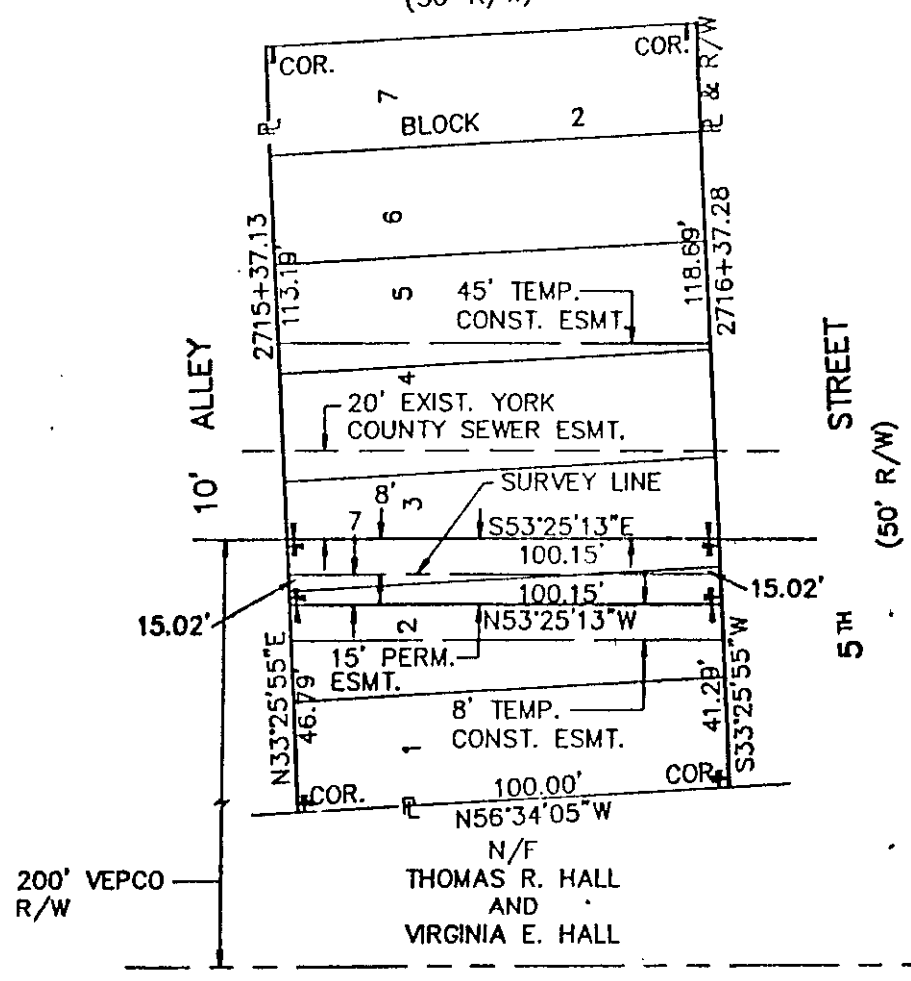 (50' R/W)
COR.
COR.
PL & R/W
PL
7
BLOCK 2
6
2715+37.13
113.19'
118.69'
2716+37.28
5
45' TEMP.
CONST. ESMT.
10' ALLEY
STREET
(50' R/W)
5TH
4
20' EXIST. YORK
COUNTY SEWER ESMT.
SURVEY LINE
8'
3
7
S53°25'13"E
100.15'
100.15'
N53°25'13"W
15.02'
15.02'
2
15' PERM.
ESMT.
N33°25'55"E
46.79'
41.29'
S33°25'55"W
8' TEMP.
CONST. ESMT.
1
COR.
COR.
PL
100.00'
N56°34'05"W
N/F
THOMAS R. HALL
AND
VIRGINIA E. HALL
200' VEPCO
R/W